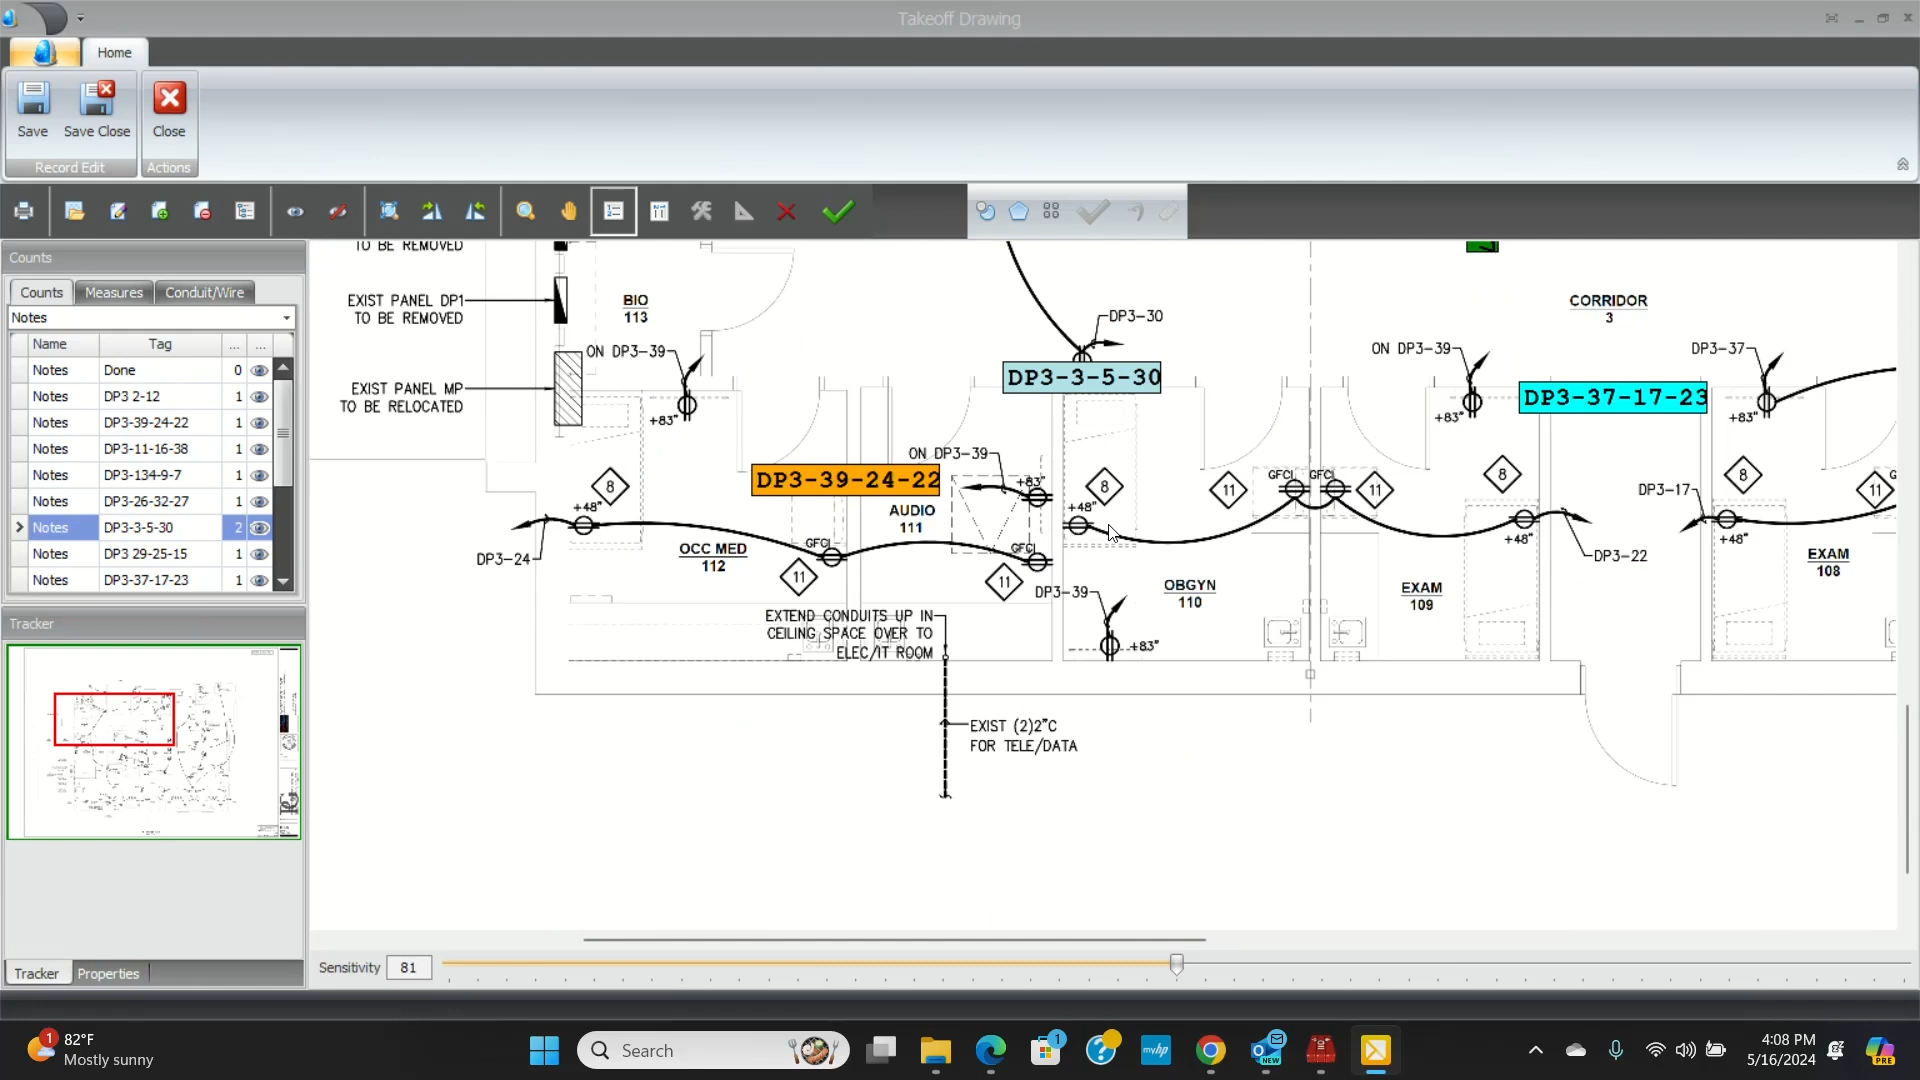 Takeoff Drawing
Home
Save
Save Close
Close
Record Edit
Actions
Counts
Counts
Measures
Conduit/Wire
Notes
Name
Tag
...
...
Notes
Done
0
Notes
DP3 2-12
1
Notes
DP3-39-24-22
1
Notes
DP3-11-16-38
1
Notes
DP3-134-9-7
1
Notes
DP3-26-32-27
1
Notes
DP3-3-5-30
2
Notes
DP3 29-25-15
1
Notes
DP3-37-17-23
1
Tracker
Tracker
Properties
TO BE REMOVED
EXIST PANEL DP1
TO BE REMOVED
BIO
113
ON DP3-39
EXIST PANEL MP
TO BE RELOCATED
+83"
DP3-30
DP3-3-5-30
CORRIDOR
3
ON DP3-39
DP3-37
DP3-37-17-23
+83"
+83"
ON DP3-39
+83"
DP3-39-24-22
8
8
8
8
GFCI
GFCI
11
11
11
DP3-17
+48"
AUDIO
111
+48"
DP3-24
OCC MED
112
GFCI
GFCI
11
11
+48"
DP3-22
+48"
EXAM
108
DP3-39
OBGYN
110
EXAM
109
EXTEND CONDUITS UP IN
CEILING SPACE OVER TO
ELEC/IT ROOM
+83"
EXIST (2)2"C
FOR TELE/DATA
Sensitivity
81
1
82°F
Mostly sunny
Search
1
myhp
NEW
4:08 PM
5/16/2024
PRE